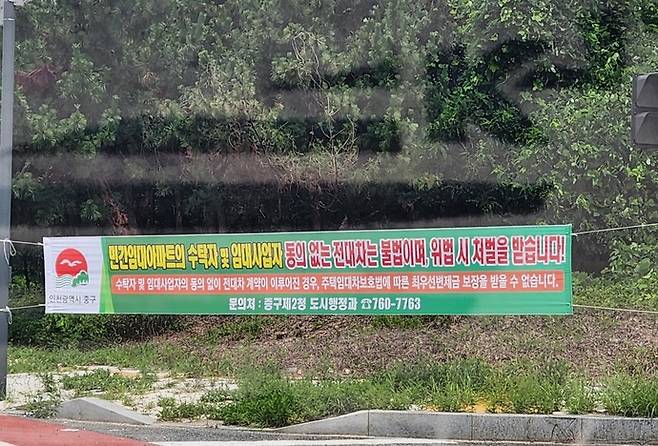 민간임대아파트의 수탁자 및 임대사업자 동의 없는 전대차는 불법이며, 위법 시 처벌을 받습니다!
수탁자 및 임대사업자의 동의 없이 전대차 계약이 이루어진 경우, 주택임대차보호법에 따른 최우선변제금 보장을 받을 수 없습니다.
인천광역시 중구
문의처 : 중구제2청 도시행정과 ☎760-7763